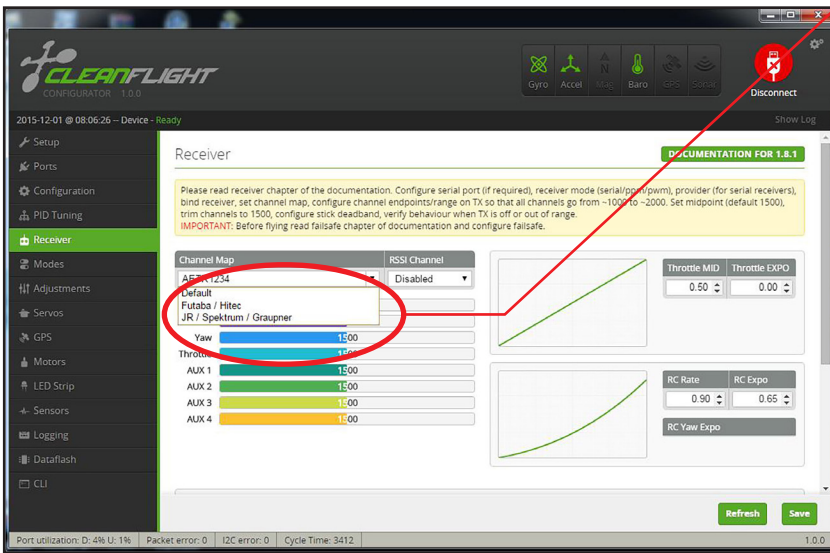 CLEANFLIGHT
CONFIGURATOR 1.0.0
Gyro Accel Mag Baro GPS Sonar
Disconnect
2015-12-01 @ 08:06:26 -- Device - Ready
Show Log
Setup
Ports
Configuration
PID Tuning
Receiver
Modes
Adjustments
Servos
GPS
Motors
LED Strip
Sensors
Logging
Dataflash
CLI
Receiver
DOCUMENTATION FOR 1.8.1
Please read receiver chapter of the documentation. Configure serial port (if required), receiver mode (serial/ppm/pwm), provider (for serial receivers),
bind receiver, set channel map, configure channel endpoints/range on TX so that all channels go from ~1000 to ~2000. Set midpoint (default 1500),
trim channels to 1500, configure stick deadband, verify behaviour when TX is off or out of range.
IMPORTANT: Before flying read failsafe chapter of documentation and configure failsafe.
Channel Map
RSSI Channel
AETR1234
Disabled
Default
Futaba / Hitec
JR / Spektrum / Graupner
Yaw 1500
Throttle 1500
AUX 1 1500
AUX 2 1500
AUX 3 1500
AUX 4 1500
Throttle MID Throttle EXPO
0.50 0.00
RC Rate RC Expo
0.90 0.65
RC Yaw Expo
Refresh Save
Port utilization: D: 4% U: 1% Packet error: 0 I2C error: 0 Cycle Time: 3412
1.0.0